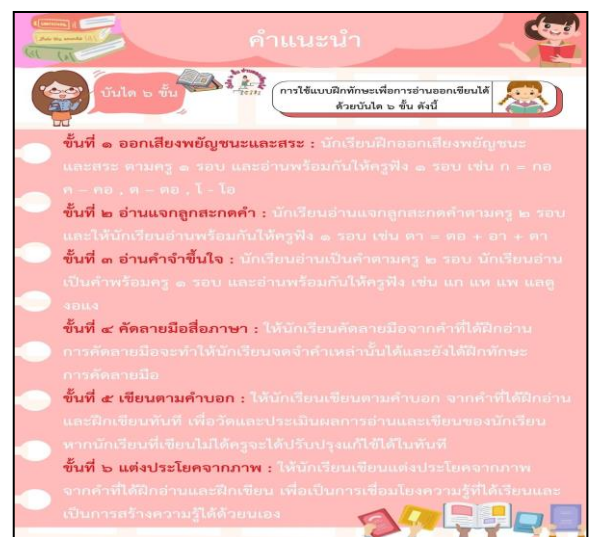 คำแนะนำ
บันได ๖ ขั้น
การใช้แบบฝึกทักษะเพื่อการอ่านออกเขียนได้
ด้วยบันได ๖ ขั้น ดังนี้
ขั้นที่ ๑ ออกเสียงพยัญชนะและสระ : นักเรียนฝึกออกเสียงพยัญชนะ
และสระ ตามครู ๑ รอบ และอ่านพร้อมกันให้ครูฟัง ๑ รอบ เช่น ก = กอ
ค – คอ , ต – ตอ , โ - โอ
ขั้นที่ ๒ อ่านแจกลูกสะกดคำ : นักเรียนอ่านแจกลูกสะกดคำตามครู ๒ รอบ
และให้นักเรียนอ่านพร้อมกันให้ครูฟัง ๑ รอบ เช่น ตา = ตอ + อา + ตา
ขั้นที่ ๓ อ่านคำจำขึ้นใจ : นักเรียนอ่านเป็นคำตามครู ๒ รอบ นักเรียนอ่าน
เป็นคำพร้อมครู ๑ รอบ และอ่านพร้อมกันให้ครูฟัง เช่น แก แห แพ แลดู
งอแง
ขั้นที่ ๔ คัดลายมือสื่อภาษา : ให้นักเรียนคัดลายมือจากคำที่ได้ฝึกอ่าน
การคัดลายมือจะทำให้นักเรียนจดจำคำเหล่านั้นได้และยังได้ฝึกทักษะ
การคัดลายมือ
ขั้นที่ ๕ เขียนตามคำบอก : ให้นักเรียนเขียนตามคำบอก จากคำที่ได้ฝึกอ่าน
และฝึกเขียนทันที เพื่อวัดและประเมินผลการอ่านและเขียนของนักเรียน
หากนักเรียนที่เขียนไม่ได้ครูจะได้ปรับปรุงแก้ไขได้ในทันที
ขั้นที่ ๖ แต่งประโยคจากภาพ : ให้นักเรียนเขียนแต่งประโยคจากภาพ
จากคำที่ได้ฝึกอ่านและฝึกเขียน เพื่อเป็นการเชื่อมโยงความรู้ที่ได้เรียนและ
เป็นการสร้างความรู้ได้ด้วยตนเอง